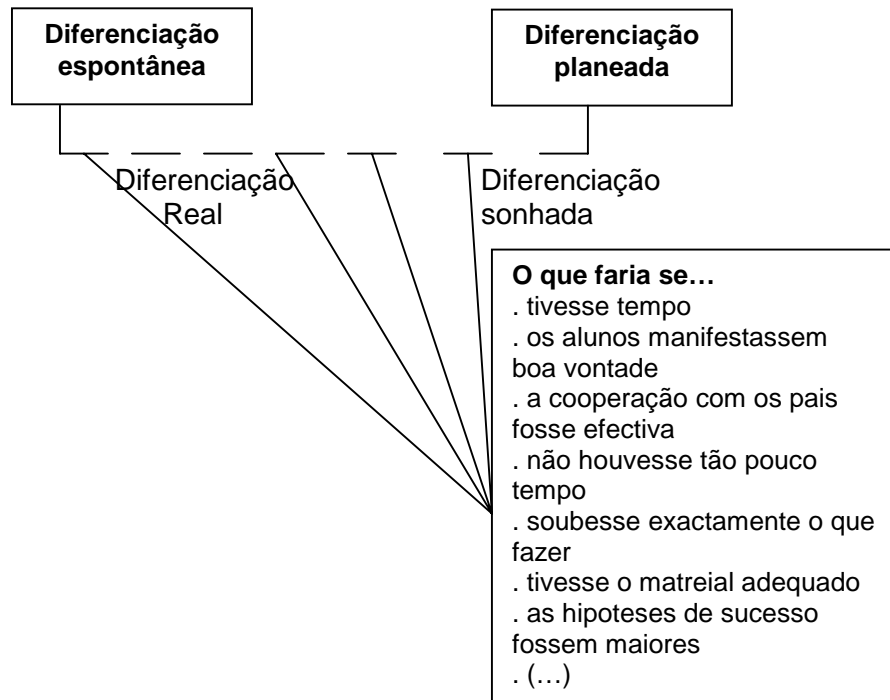 Diferenciação
espontânea
Diferenciação
planeada
Diferenciação
Real
Diferenciação
sonhada
O que faria se…
. tivesse tempo
. os alunos manifestassem
boa vontade
. a cooperação com os pais
fosse efectiva
. não houvesse tão pouco
tempo
. soubesse exactamente o que
fazer
. tivesse o matreial adequado
. as hipoteses de sucesso
fossem maiores
. (…)